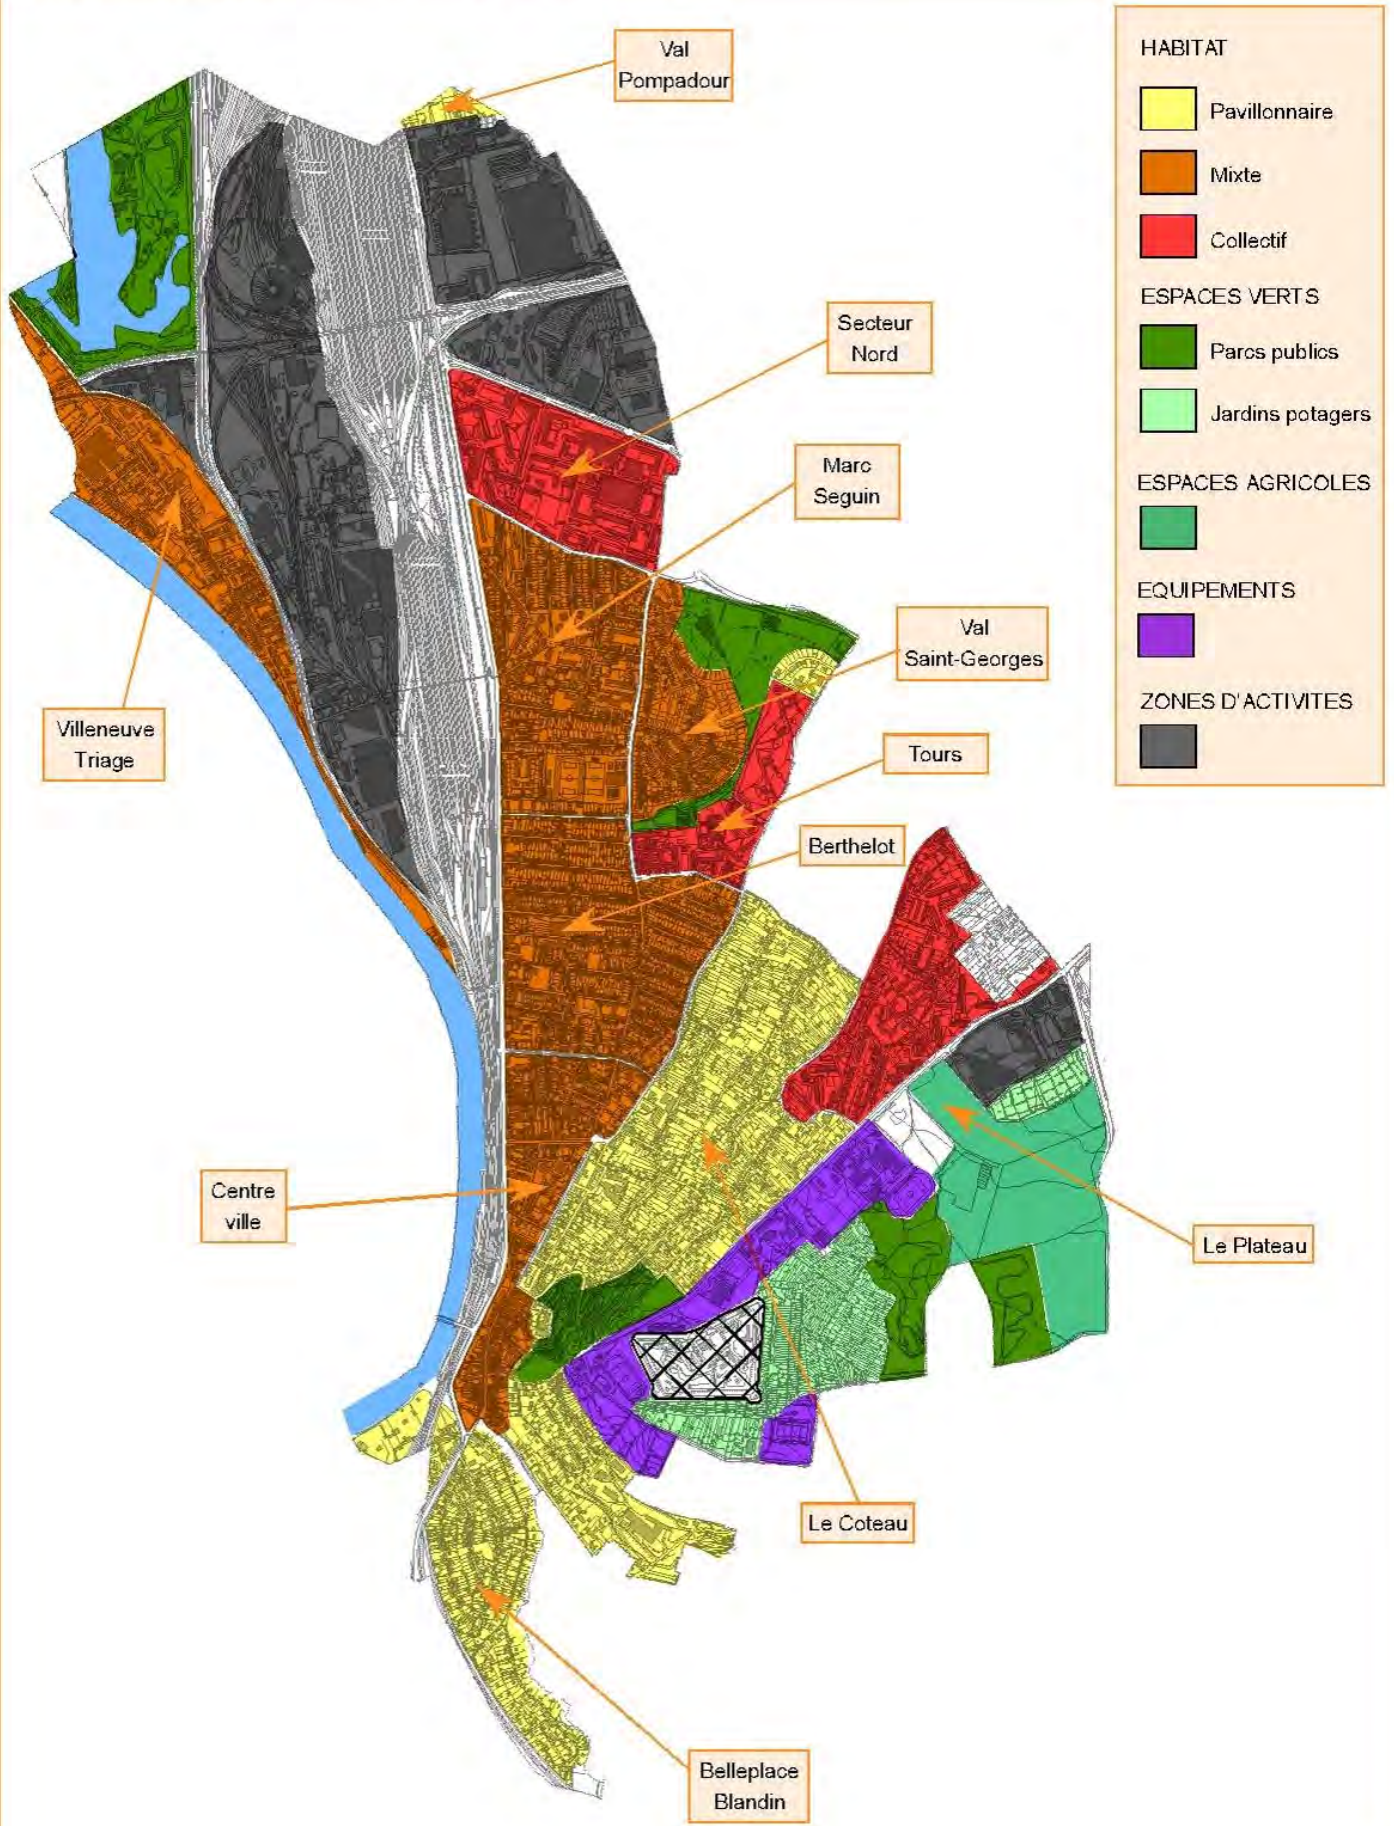 Val
Pompadour
Secteur
Nord
Marc
Seguin
Val
Saint-Georges
Villeneuve
Triage
Tours
Berthelot
Centre
ville
Le Plateau
Le Coteau
Belleplace
Blandin
HABITAT
Pavillonnaire
Mixte
Collectif
ESPACES VERTS
Parcs publics
Jardins potagers
ESPACES AGRICOLES
EQUIPEMENTS
ZONES D'ACTIVITES